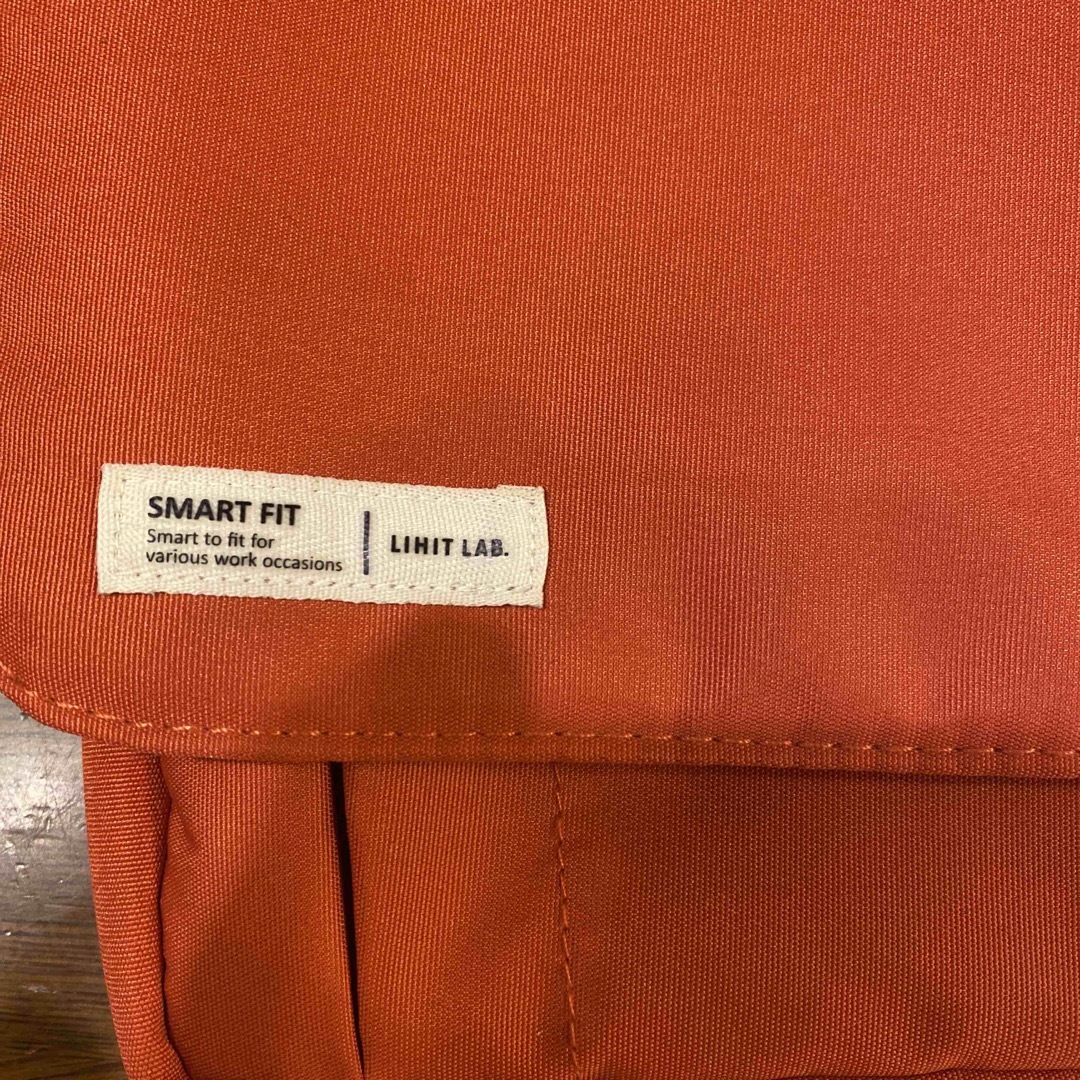 SMART FIT
Smart to fit for
various work occasions
LIHIT LAB.